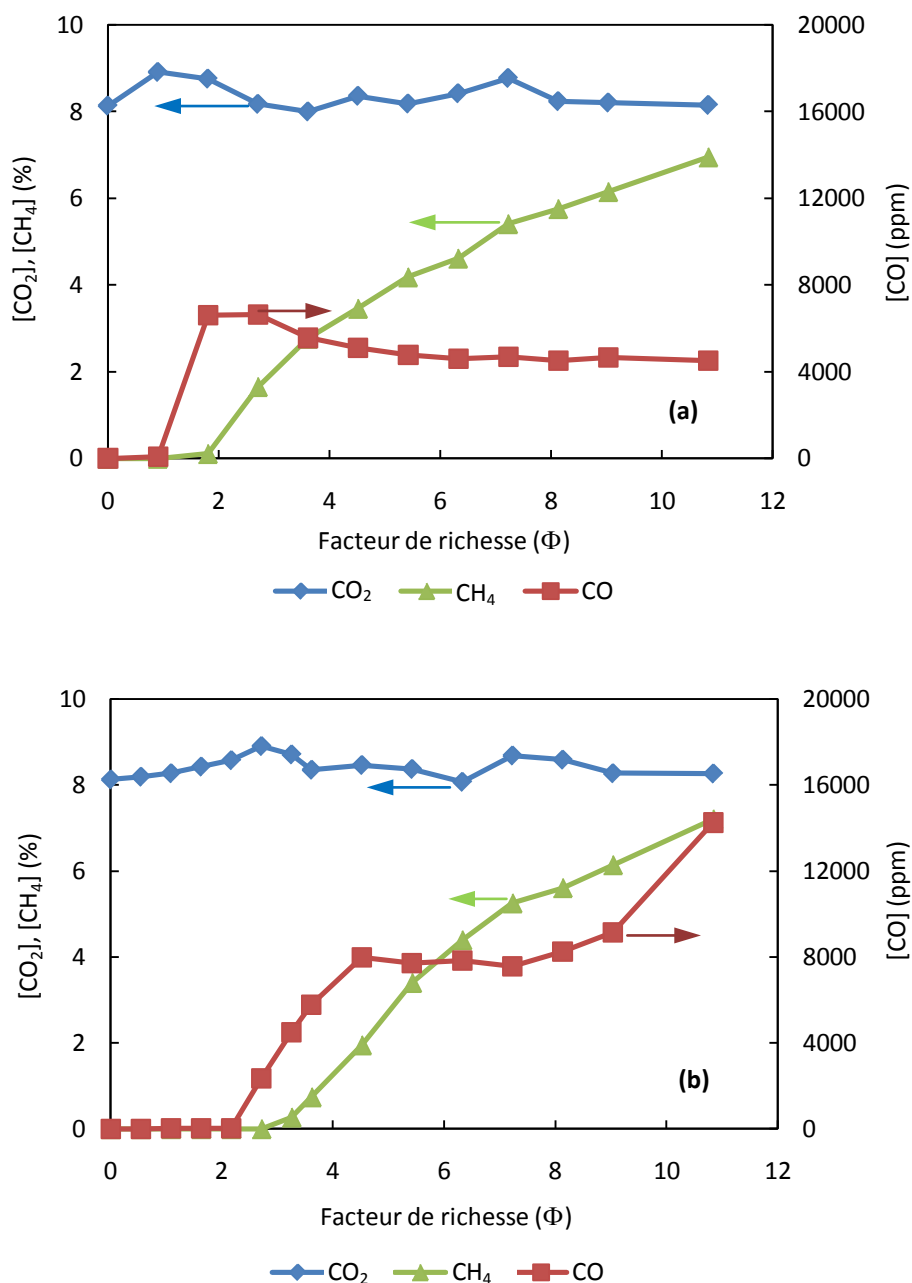 10
8
6
4
2
0
[CO₂], [CH₄] (%)
20000
16000
12000
8000
4000
0
[CO] (ppm)
(a)
0 2 4 6 8 10 12
Facteur de richesse (Φ)
CO₂ CH₄ CO
10
8
6
4
2
0
[CO₂], [CH₄] (%)
20000
16000
12000
8000
4000
0
[CO] (ppm)
(b)
0 2 4 6 8 10 12
Facteur de richesse (Φ)
CO₂ CH₄ CO